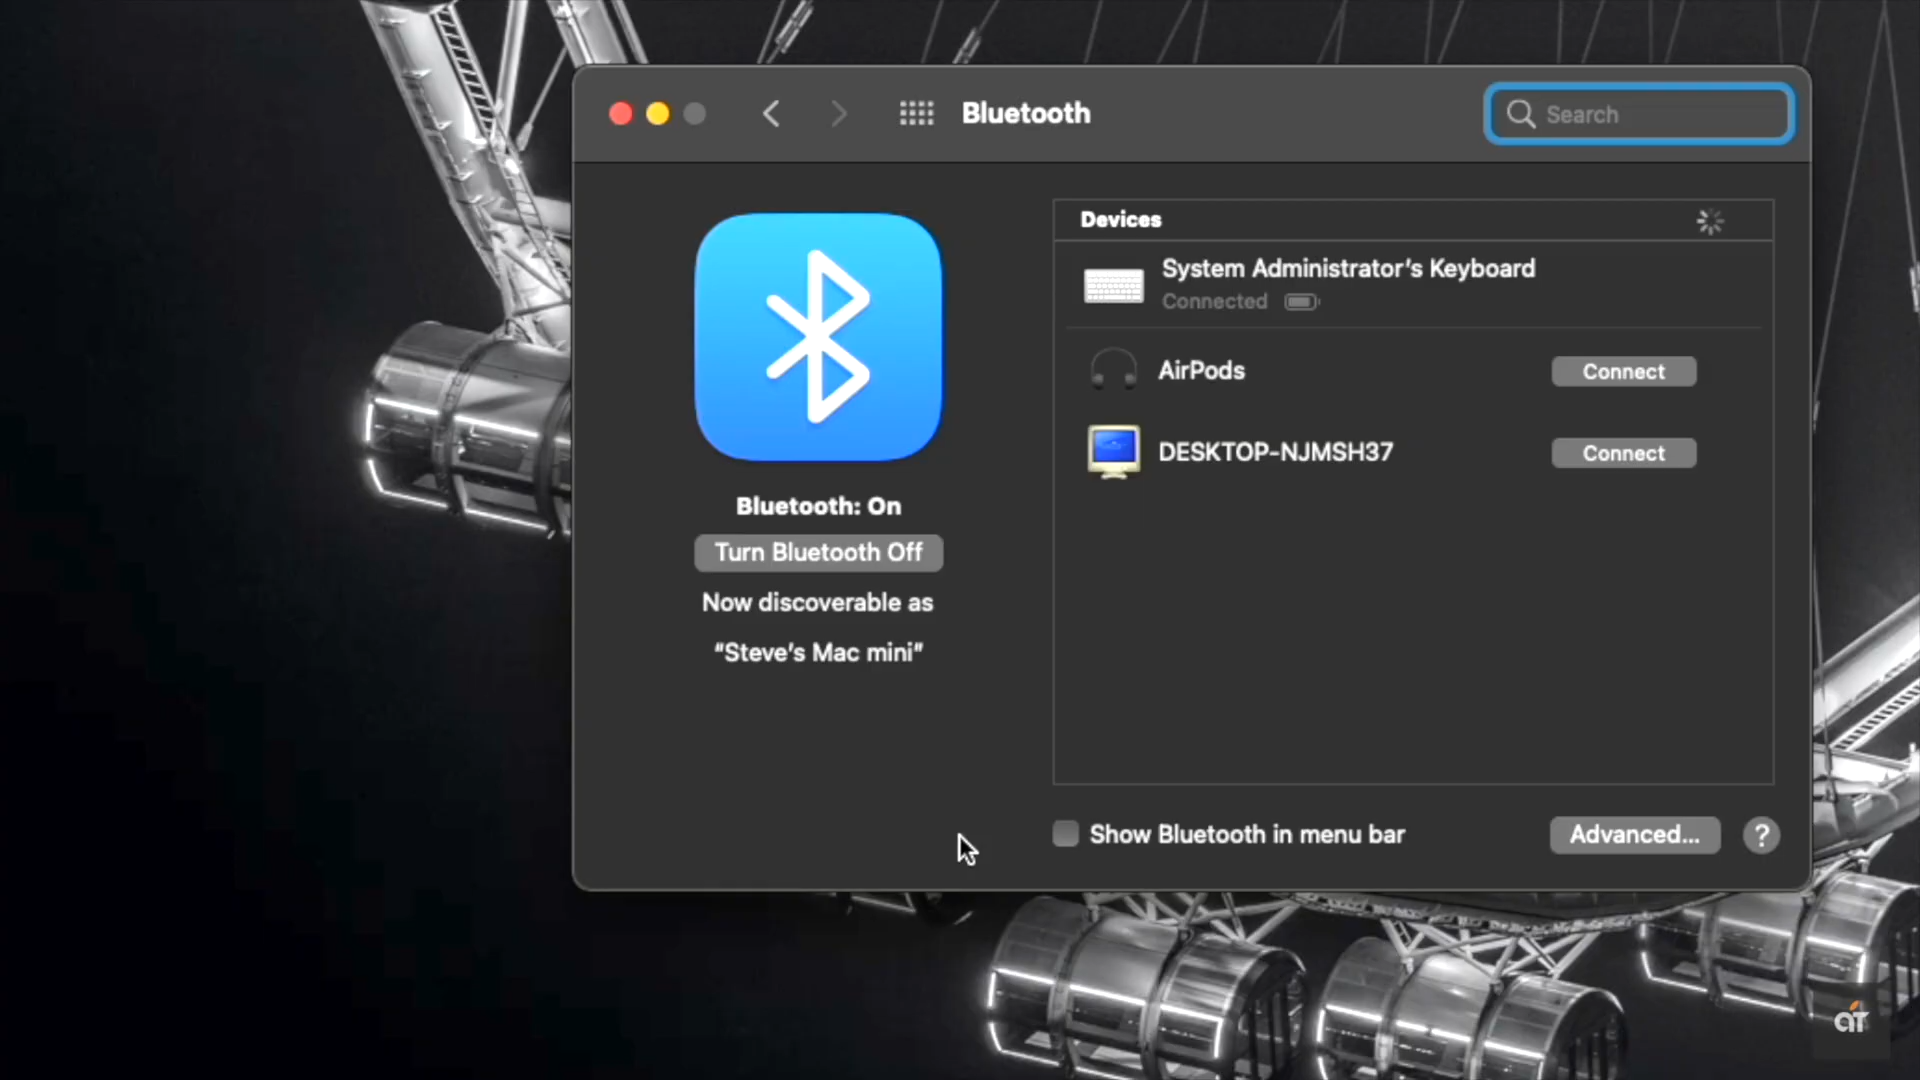 Bluetooth
Search
Devices
System Administrator’s Keyboard
Connected
AirPods
Connect
DESKTOP-NJMSH37
Connect
Bluetooth: On
Turn Bluetooth Off
Now discoverable as
“Steve’s Mac mini”
Show Bluetooth in menu bar
Advanced...
?
aT